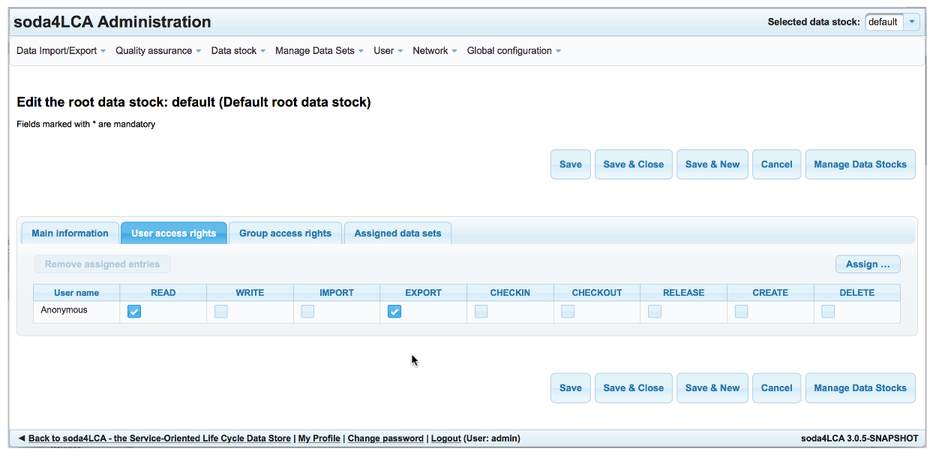 soda4LCA Administration Selected data stock: default
Data Import/Export Quality assurance Data stock Manage Data Sets User Network Global configuration
Edit the root data stock: default (Default root data stock)
Fields marked with * are mandatory
Save Save & Close Save & New Cancel Manage Data Stocks
Main information User access rights Group access rights Assigned data sets
Remove assigned entries Assign ...
User name READ WRITE IMPORT EXPORT CHECKIN CHECKOUT RELEASE CREATE DELETE
Anonymous
Save Save & Close Save & New Cancel Manage Data Stocks
◄ Back to soda4LCA - the Service-Oriented Life Cycle Data Store | My Profile | Change password | Logout (User: admin) soda4LCA 3.0.5-SNAPSHOT